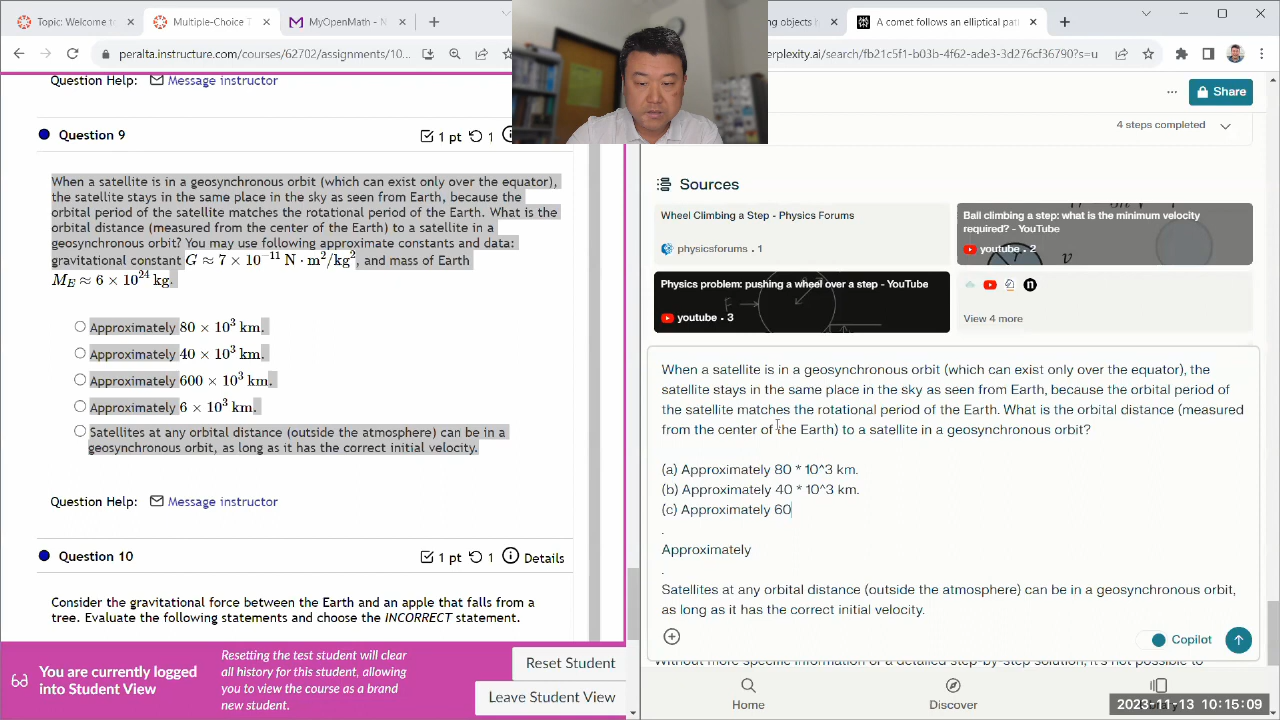 Topic: Welcome to
Multiple-Choice 7
MyOpenMath - N
ng objects
A comet follows an elliptical pat
peralta.instructure.com/courses/62702/assignments/10...
rplexity.ai/search/fb21c5f1-b03b-4f62-ade3-3d276cf36790?s=u
Question Help: Message instructor
Question 9
1 pt 1
When a satellite is in a geosynchronous orbit (which can exist only over the equator),
the satellite stays in the same place in the sky as seen from Earth, because the
orbital period of the satellite matches the rotational period of the Earth. What is the
orbital distance (measured from the center of the Earth) to a satellite in a
geosynchronous orbit? You may use following approximate constants and data:
gravitational constant G ≈ 7 × 10⁻¹¹ N · m²/kg², and mass of Earth
M_E ≈ 6 × 10²⁴ kg.
Approximately 80 × 10³ km.
Approximately 40 × 10³ km.
Approximately 600 × 10³ km.
Approximately 6 × 10³ km.
Satellites at any orbital distance (outside the atmosphere) can be in a
geosynchronous orbit, as long as it has the correct initial velocity.
Question Help: Message instructor
Question 10
1 pt 1 Details
Consider the gravitational force between the Earth and an apple that falls from a
tree. Evaluate the following statements and choose the INCORRECT statement.
You are currently logged
into Student View
Resetting the test student will clear
all history for this student, allowing
you to view the course as a brand
new student.
Reset Student
Leave Student View
Share
4 steps completed
Sources
Wheel Climbing a Step - Physics Forums
physicsforums · 1
Ball climbing a step: what is the minimum velocity
required? - YouTube
youtube · 2
Physics problem: pushing a wheel over a step - YouTube
youtube · 3
View 4 more
When a satellite is in a geosynchronous orbit (which can exist only over the equator), the
satellite stays in the same place in the sky as seen from Earth, because the orbital period of
the satellite matches the rotational period of the Earth. What is the orbital distance (measured
from the center of the Earth) to a satellite in a geosynchronous orbit?
(a) Approximately 80 * 10^3 km.
(b) Approximately 40 * 10^3 km.
(c) Approximately 60
.
Approximately
.
Satellites at any orbital distance (outside the atmosphere) can be in a geosynchronous orbit,
as long as it has the correct initial velocity.
Copilot
Home
Discover
2023-11-13 10:15:09